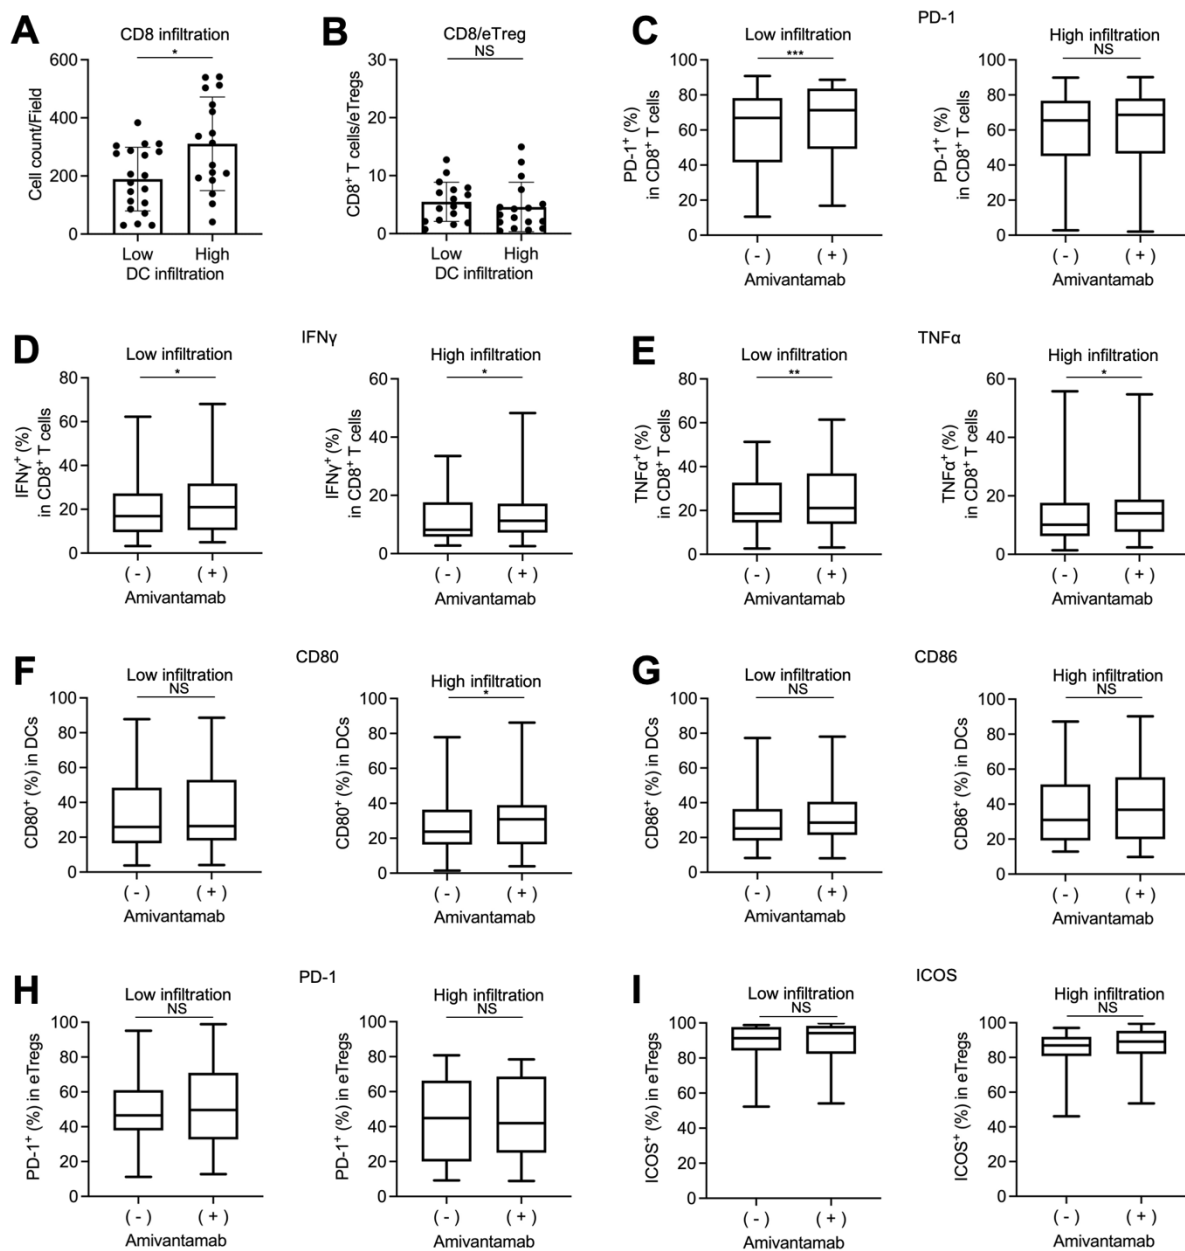 A
CD8 infiltration
*
Cell count/Field
600
400
200
0
Low
High
DC infiltration
B
CD8/eTreg
NS
CD8⁺ T cells/eTregs
30
20
10
0
Low
High
DC infiltration
C
PD-1
Low infiltration
***
PD-1⁺ (%)
in CD8⁺ T cells
100
80
60
40
20
0
( - )
( + )
Amivantamab
High infiltration
NS
PD-1⁺ (%)
in CD8⁺ T cells
100
80
60
40
20
0
( - )
( + )
Amivantamab
D
IFNγ
Low infiltration
*
IFNγ⁺ (%)
in CD8⁺ T cells
80
60
40
20
0
( - )
( + )
Amivantamab
High infiltration
*
IFNγ⁺ (%)
in CD8⁺ T cells
60
40
20
0
( - )
( + )
Amivantamab
E
TNFα
Low infiltration
**
TNFα⁺ (%)
in CD8⁺ T cells
80
60
40
20
0
( - )
( + )
Amivantamab
High infiltration
*
TNFα⁺ (%)
in CD8⁺ T cells
60
40
20
0
( - )
( + )
Amivantamab
F
CD80
Low infiltration
NS
CD80⁺ (%) in DCs
100
80
60
40
20
0
( - )
( + )
Amivantamab
High infiltration
*
CD80⁺ (%) in DCs
100
80
60
40
20
0
( - )
( + )
Amivantamab
G
CD86
Low infiltration
NS
CD86⁺ (%) in DCs
100
80
60
40
20
0
( - )
( + )
Amivantamab
High infiltration
NS
CD86⁺ (%) in DCs
100
80
60
40
20
0
( - )
( + )
Amivantamab
H
PD-1
Low infiltration
NS
PD-1⁺ (%) in eTregs
100
80
60
40
20
0
( - )
( + )
Amivantamab
High infiltration
NS
PD-1⁺ (%) in eTregs
100
80
60
40
20
0
( - )
( + )
Amivantamab
I
ICOS
Low infiltration
NS
ICOS⁺ (%) in eTregs
100
80
60
40
20
0
( - )
( + )
Amivantamab
High infiltration
NS
ICOS⁺ (%) in eTregs
100
80
60
40
20
0
( - )
( + )
Amivantamab